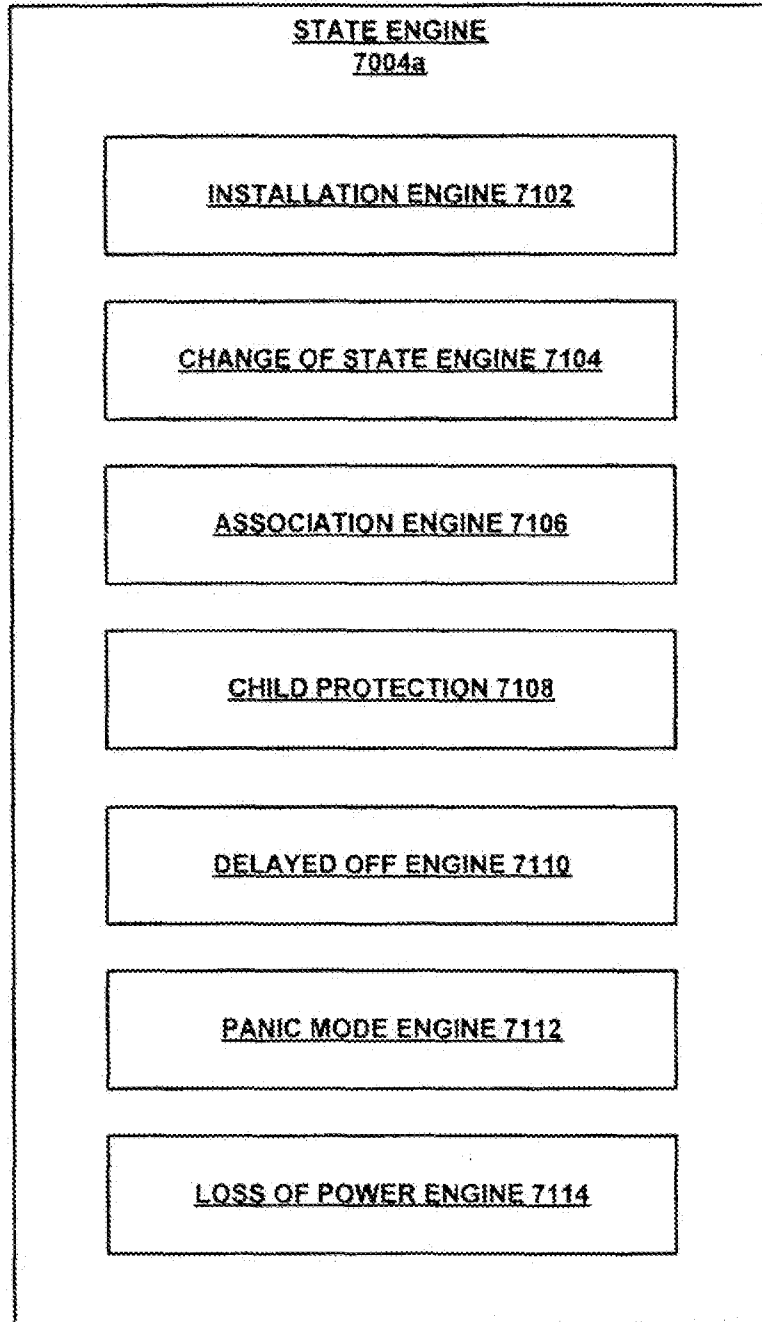 STATE ENGINE
7004a
INSTALLATION ENGINE 7102
CHANGE OF STATE ENGINE 7104
ASSOCIATION ENGINE 7106
CHILD PROTECTION 7108
DELAYED OFF ENGINE 7110
PANIC MODE ENGINE 7112
LOSS OF POWER ENGINE 7114